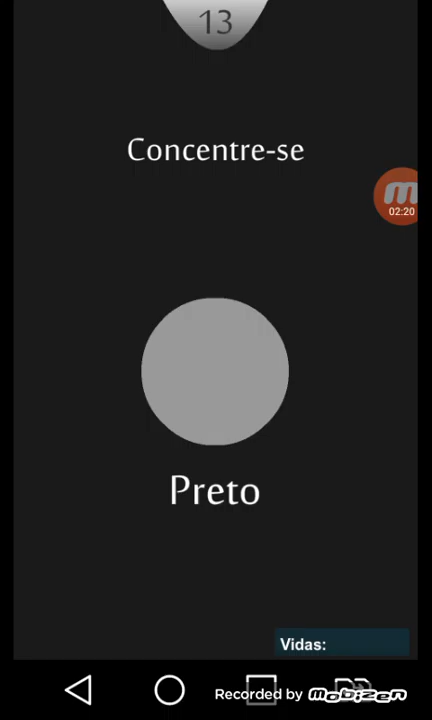 13
Concentre-se
02:20
Preto
Vidas:
Recorded by mobizen